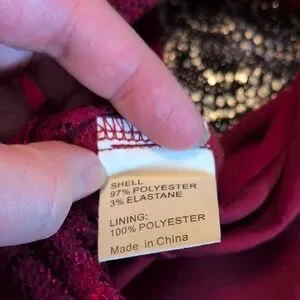 SHELL
97% POLYESTER
3% ELASTANE
LINING:
100% POLYESTER
Made in China